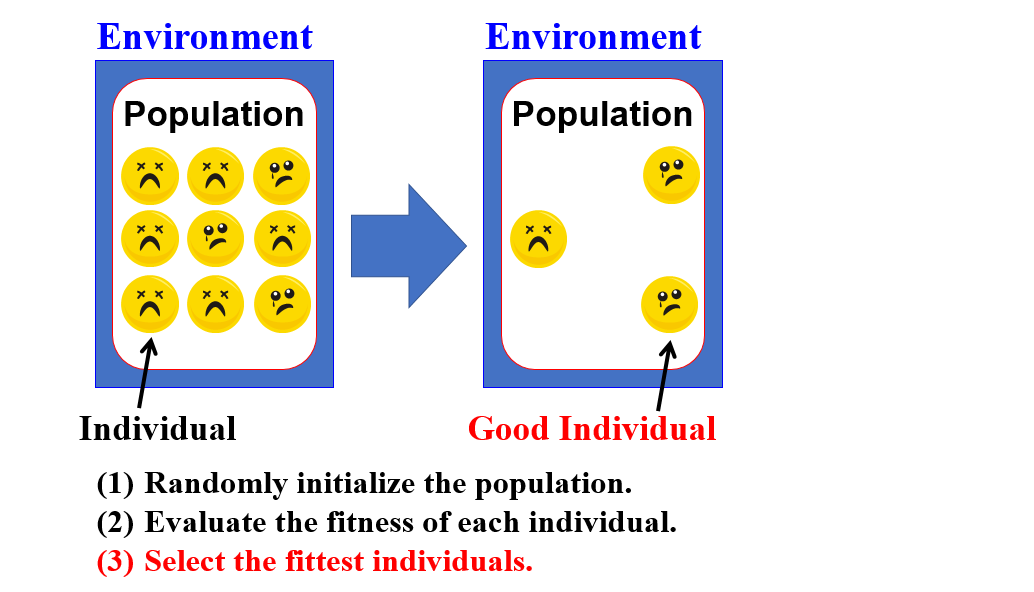 Environment
Environment
Population
Population
Individual
Good Individual
(1) Randomly initialize the population.
(2) Evaluate the fitness of each individual.
(3) Select the fittest individuals.